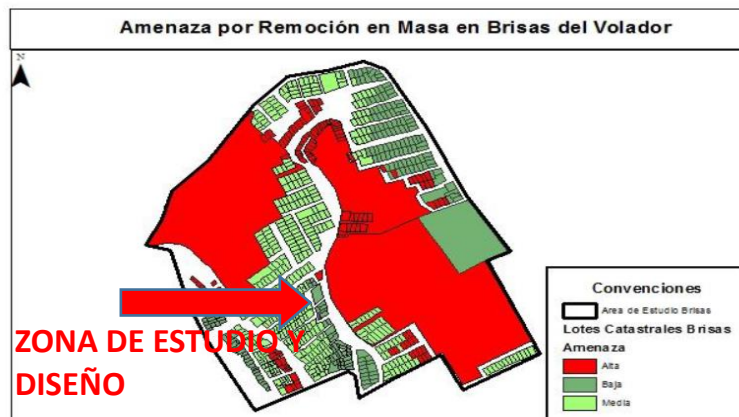 Amenaza por Remoción en Masa en Brisas del Volador
N
ZONA DE ESTUDIO Y
DISEÑO
Convenciones
Area de Estudio Brisas
Lotes Catastrales Brisas
Amenaza
Alta
Baja
Media